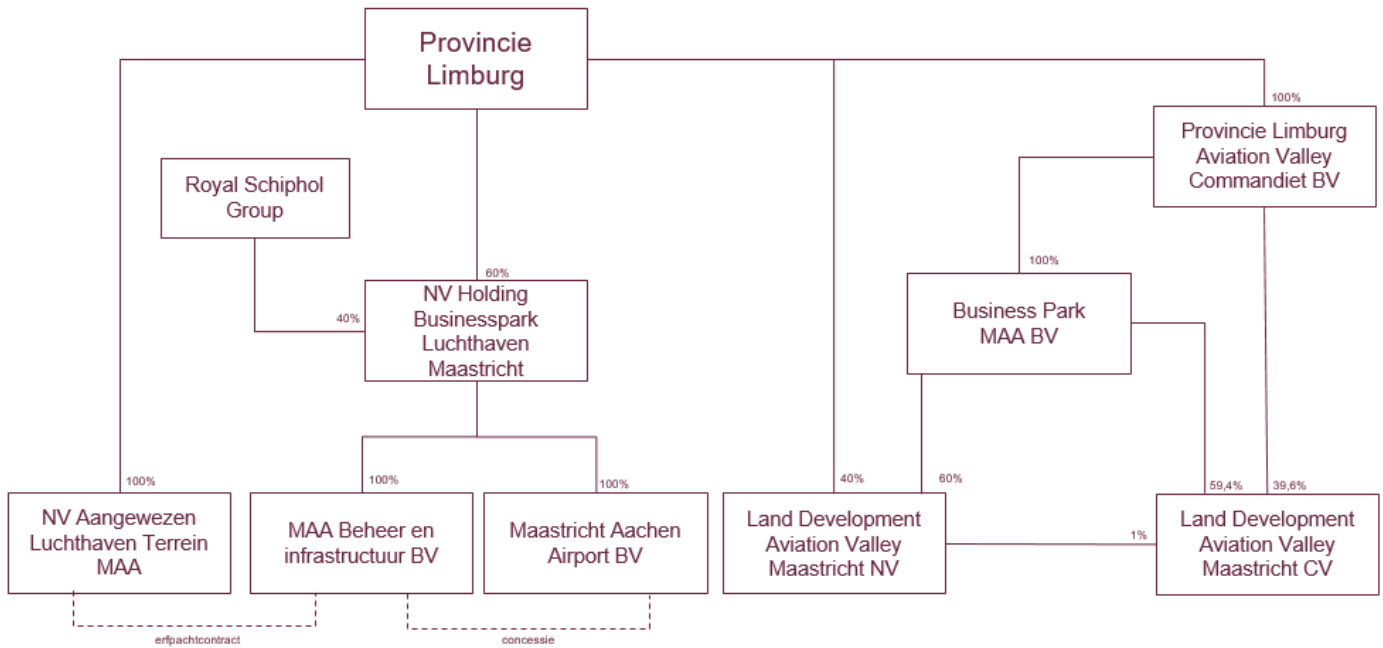 Provincie
Limburg
100%
Provincie Limburg
Aviation Valley
Commandiet BV
Royal Schiphol
Group
60%
NV Holding
Businesspark
Luchthaven
Maastricht
40%
100%
Business Park
MAA BV
100%
NV Aangewezen
Luchthaven Terrein
MAA
100%
MAA Beheer en
infrastructuur BV
100%
Maastricht Aachen
Airport BV
40%
60%
Land Development
Aviation Valley
Maastricht NV
1%
59,4%
39,6%
Land Development
Aviation Valley
Maastricht CV
erfpachtcontract
concessie